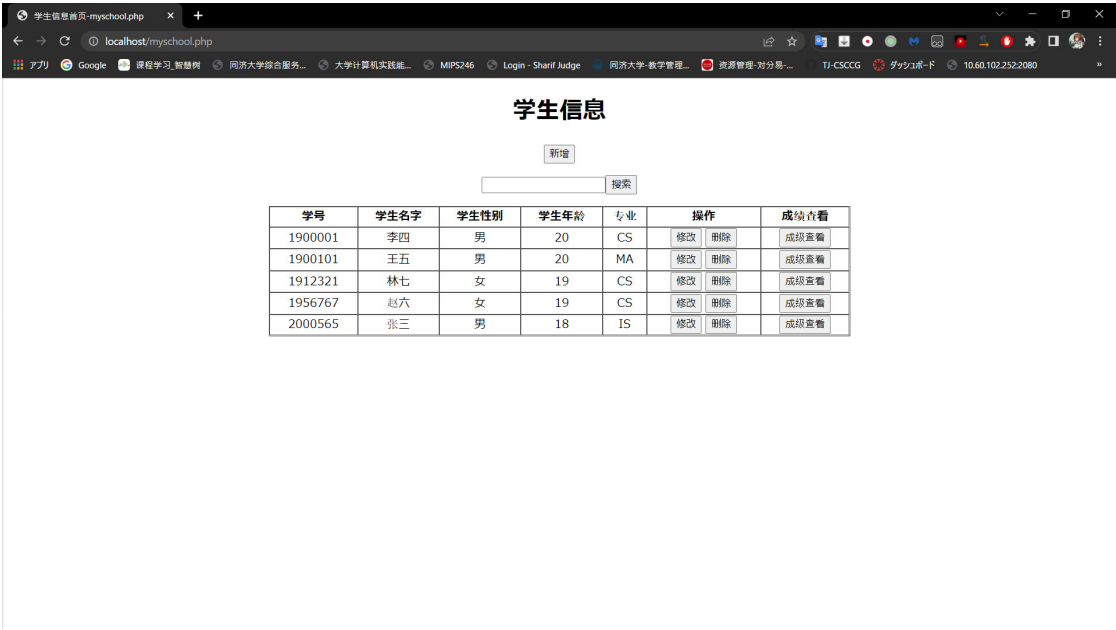 学生信息首页-myschool.php
localhost/myschool.php
アプリ Google 课程学习_智慧树 同济大学综合服务... 大学计算机实践能... MIPS246 Login - Sharif Judge 同济大学-教学管理... 资源管理-对分易-... TJ-CSCCG ダッシュボード 10.60.102.252:2080 »
学生信息
新增
搜索
学号 学生名字 学生性别 学生年龄 专业 操作 成绩查看
1900001 李四 男 20 CS 修改 删除 成级查看
1900101 王五 男 20 MA 修改 删除 成级查看
1912321 林七 女 19 CS 修改 删除 成级查看
1956767 赵六 女 19 CS 修改 删除 成级查看
2000565 张三 男 18 IS 修改 删除 成级查看